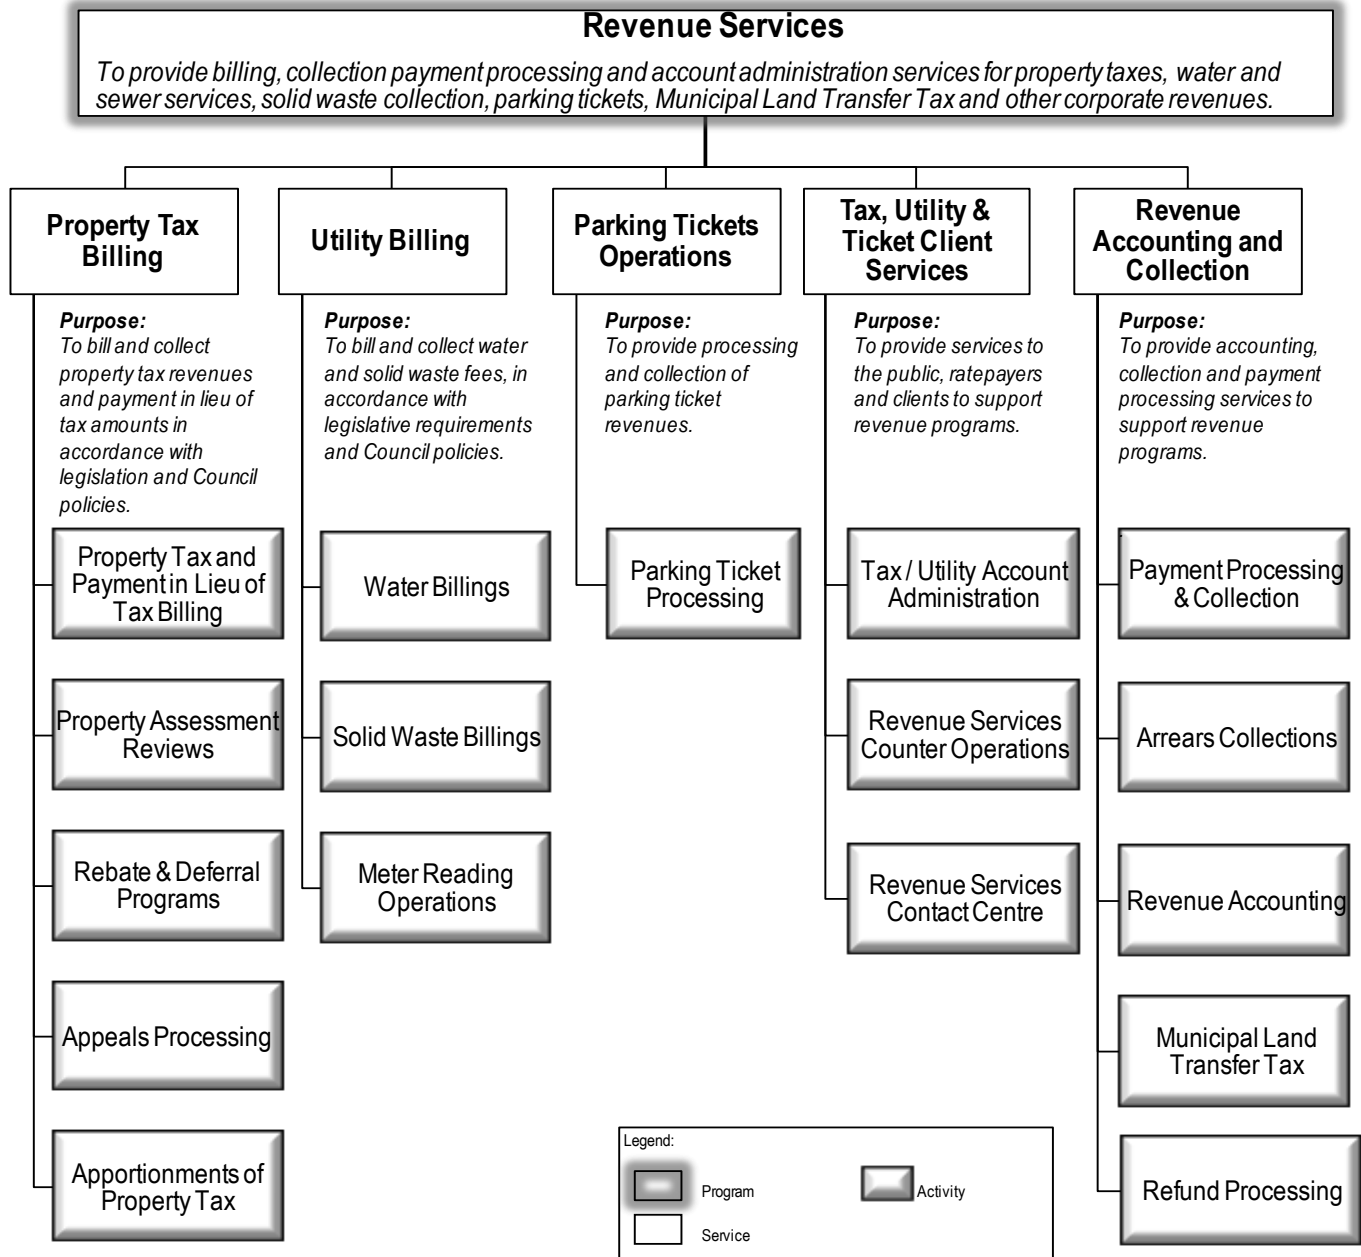 Revenue Services
To provide billing, collection payment processing and account administration services for property taxes, water and
sewer services, solid waste collection, parking tickets, Municipal Land Transfer Tax and other corporate revenues.
Property Tax
Billing
Utility Billing
Parking Tickets
Operations
Tax, Utility &
Ticket Client
Services
Revenue
Accounting and
Collection
Purpose:
To bill and collect
property tax revenues
and payment in lieu of
tax amounts in
accordance with
legislation and Council
policies.
Purpose:
To bill and collect water
and solid waste fees, in
accordance with
legislative requirements
and Council policies.
Purpose:
To provide processing
and collection of
parking ticket
revenues.
Purpose:
To provide services to
the public, ratepayers
and clients to support
revenue programs.
Purpose:
To provide accounting,
collection and payment
processing services to
support revenue
programs.
Property Tax and
Payment in Lieu of
Tax Billing
Property Assessment
Reviews
Rebate & Deferral
Programs
Appeals Processing
Apportionments of
Property Tax
Water Billings
Solid Waste Billings
Meter Reading
Operations
Parking Ticket
Processing
Tax / Utility Account
Administration
Revenue Services
Counter Operations
Revenue Services
Contact Centre
Payment Processing
& Collection
Arrears Collections
Revenue Accounting
Municipal Land
Transfer Tax
Refund Processing
Legend:
Program
Activity
Service